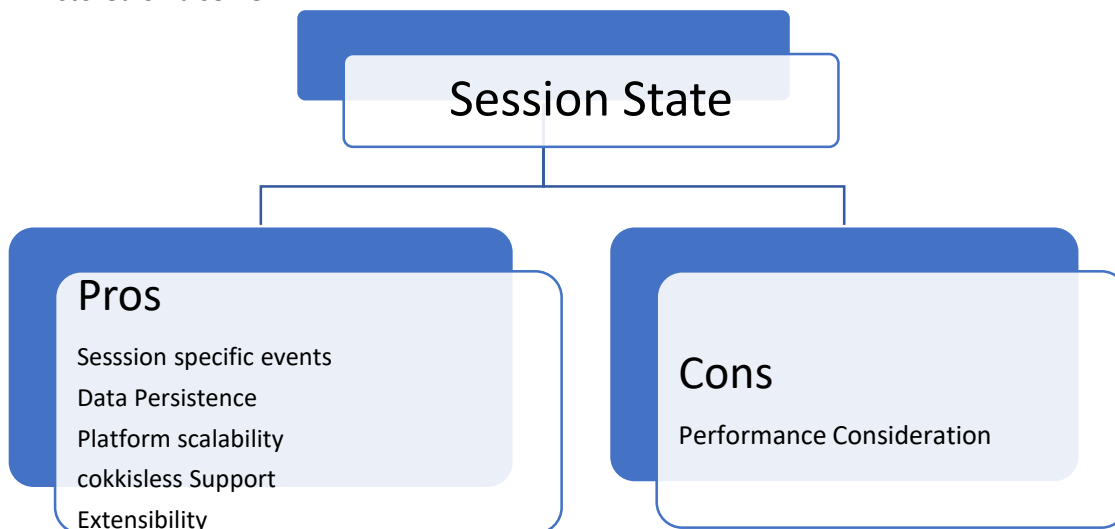 Session State
Pros
Sesssion specific events
Data Persistence
Platform scalability
cokkisless Support
Extensibility
Cons
Performance Consideration